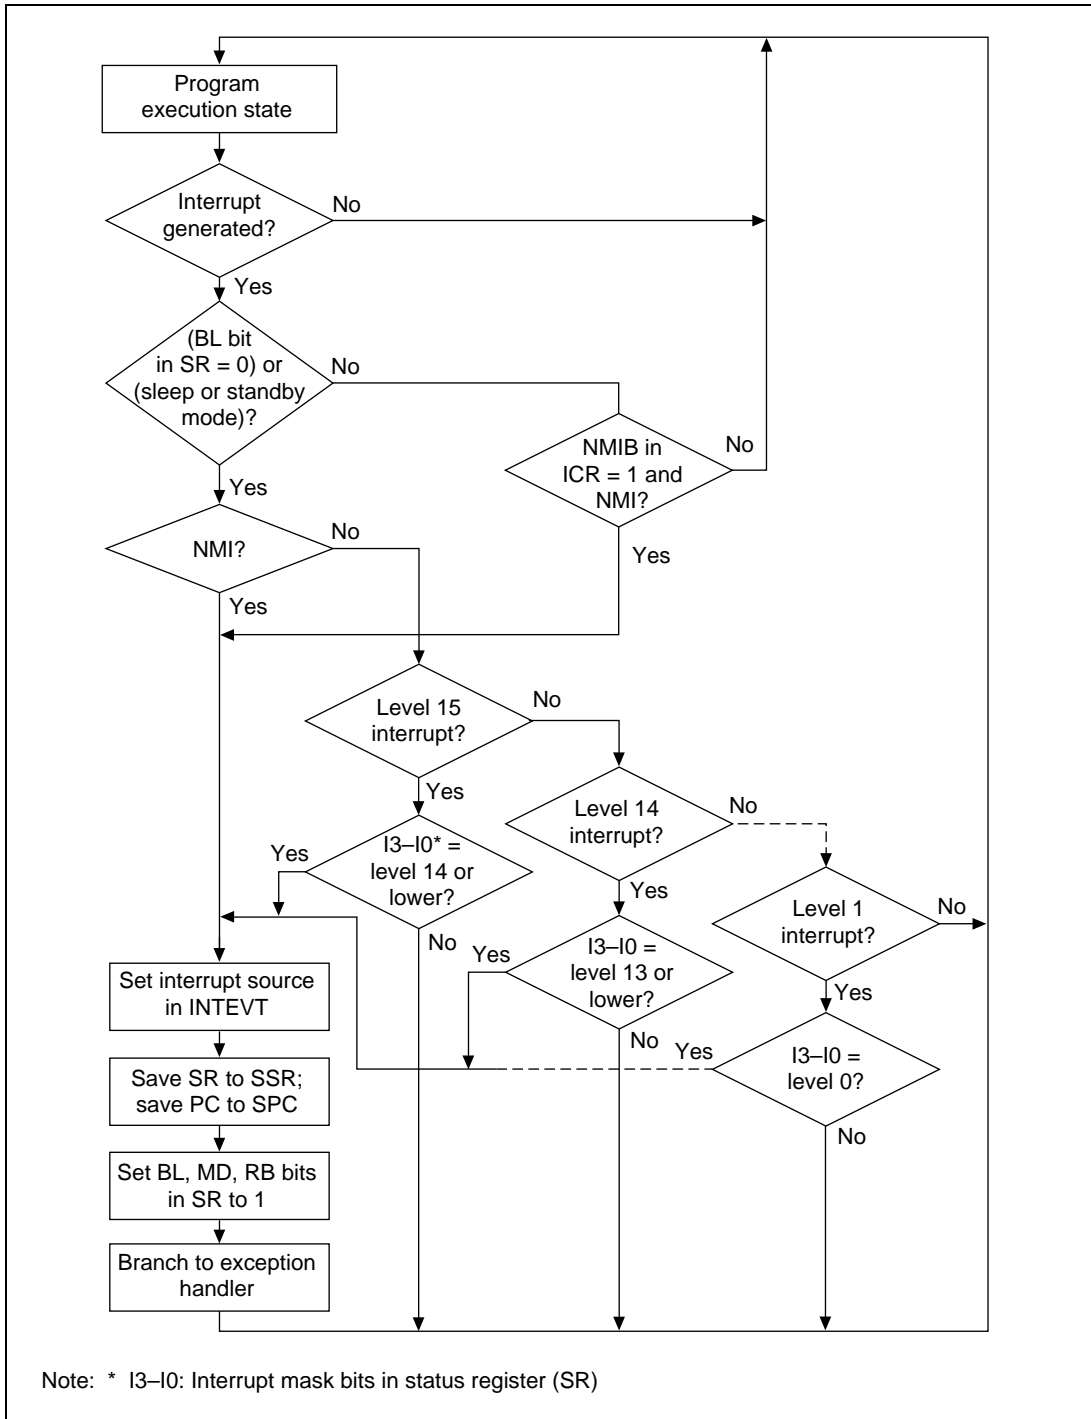 Program
execution state
Interrupt
generated?
No
Yes
(BL bit
in SR = 0) or
(sleep or standby
mode)?
No
Yes
NMIB in
ICR = 1 and
NMI?
No
Yes
NMI?
No
Yes
Level 15
interrupt?
No
Yes
Level 14
interrupt?
No
Yes
I3–I0* =
level 14 or
lower?
Yes
No
Level 1
interrupt?
No
Yes
I3–I0 =
level 13 or
lower?
Yes
No
I3–I0 =
level 0?
Yes
No
Set interrupt source
in INTEVT
Save SR to SSR;
save PC to SPC
Set BL, MD, RB bits
in SR to 1
Branch to exception
handler
Note: * I3–I0: Interrupt mask bits in status register (SR)